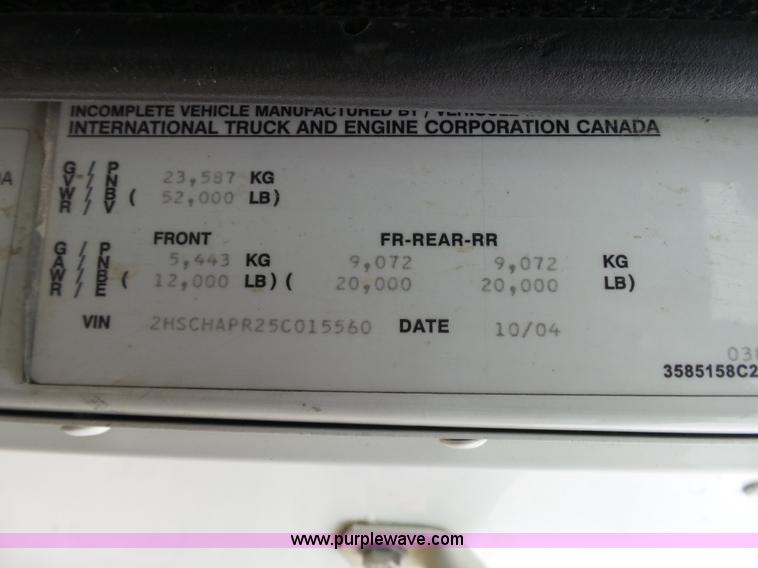 INCOMPLETE VEHICLE MANUFACTURED BY /
INTERNATIONAL TRUCK AND ENGINE CORPORATION CANADA
G / P
V / N 23,587 KG
W / B ( 52,000 LB)
R / V
FRONT FR-REAR-RR
G / P
A / N 5,443 KG 9,072 9,072 KG
W / B ( 12,000 LB) ( 20,000 20,000 LB)
R / E
VIN 2HSCHAPR25C015560 DATE 10/04
3585158C2
www.purplewave.com